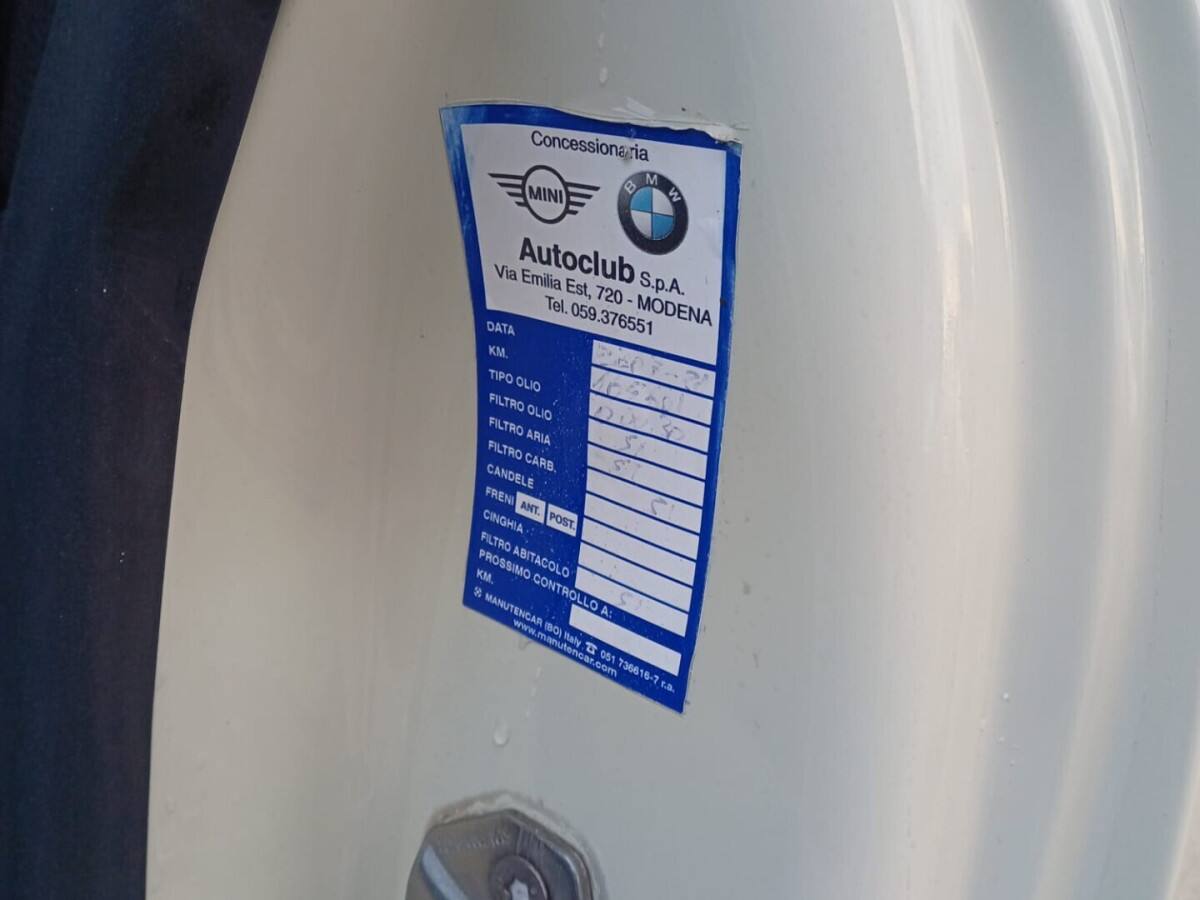 Concessionaria
MINI
BMW
Autoclub S.p.A.
Via Emilia Est, 720 - MODENA
Tel. 059.376551
DATA
KM.
TIPO OLIO
FILTRO OLIO
FILTRO ARIA
FILTRO CARB.
CANDELE
FRENI ANT. POST.
CINGHIA
FILTRO ABITACOLO
PROSSIMO CONTROLLO A:
KM.
MANUTENCAR (BO) Italy ☎ 051 736616-7 r.a.
www.manutencar.com